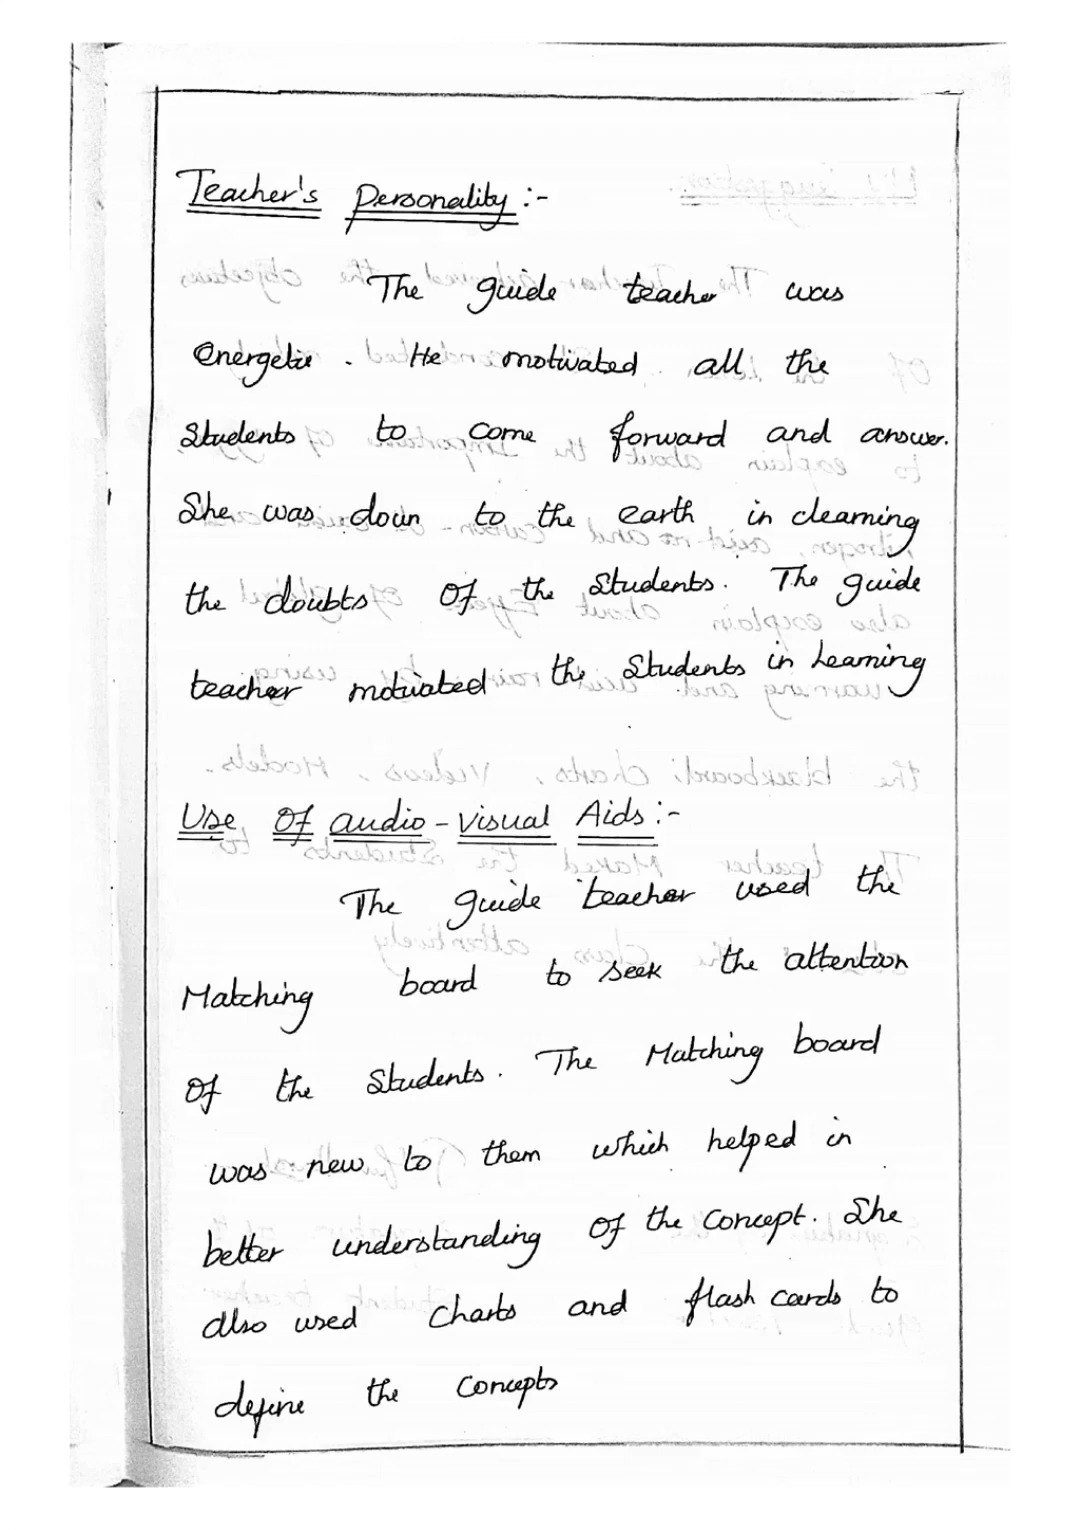 Teacher's Personality :-
The guide teacher was
energetic. He motivated all the
Students to come forward and answer.
She was down to the earth in clearning
the doubts of the Students. The guide
teacher motivated the Students in Learning
Use Of audio-Visual Aids :-
The guide teacher used the
Matching board to seek the attention
Of the Students. The Matching board
was new to them which helped in
better understanding of the Concept. She
also used Charts and flash cards to
define the Concepts